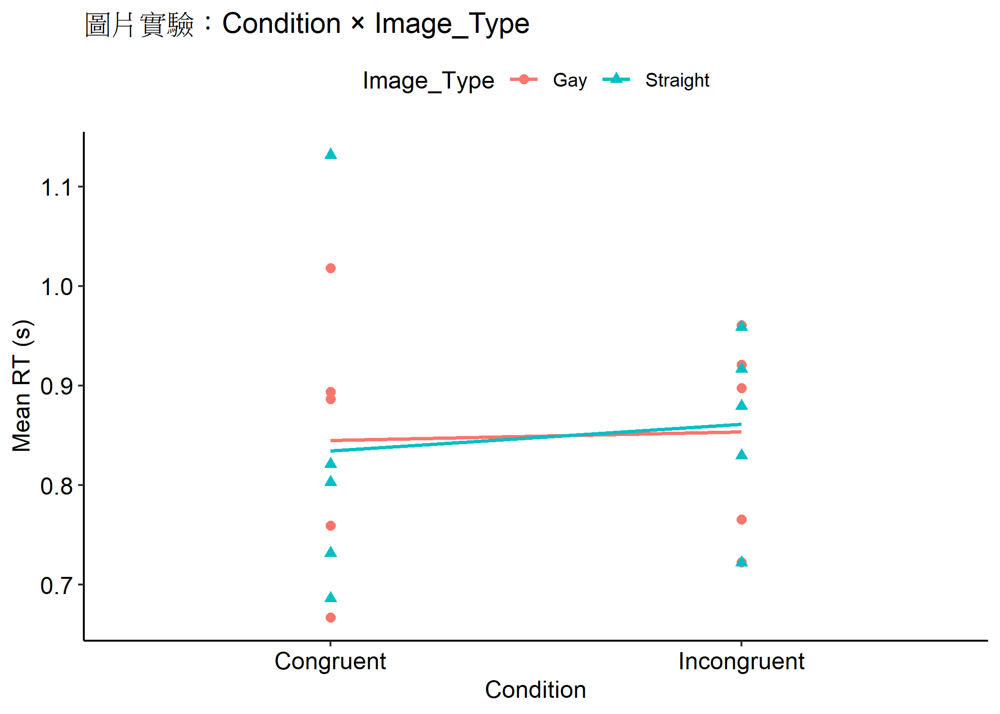 圖片實驗：Condition × Image_Type
Image_Type Gay Straight
1.1
1.0
0.9
0.8
0.7
Mean RT (s)
Congruent Incongruent
Condition